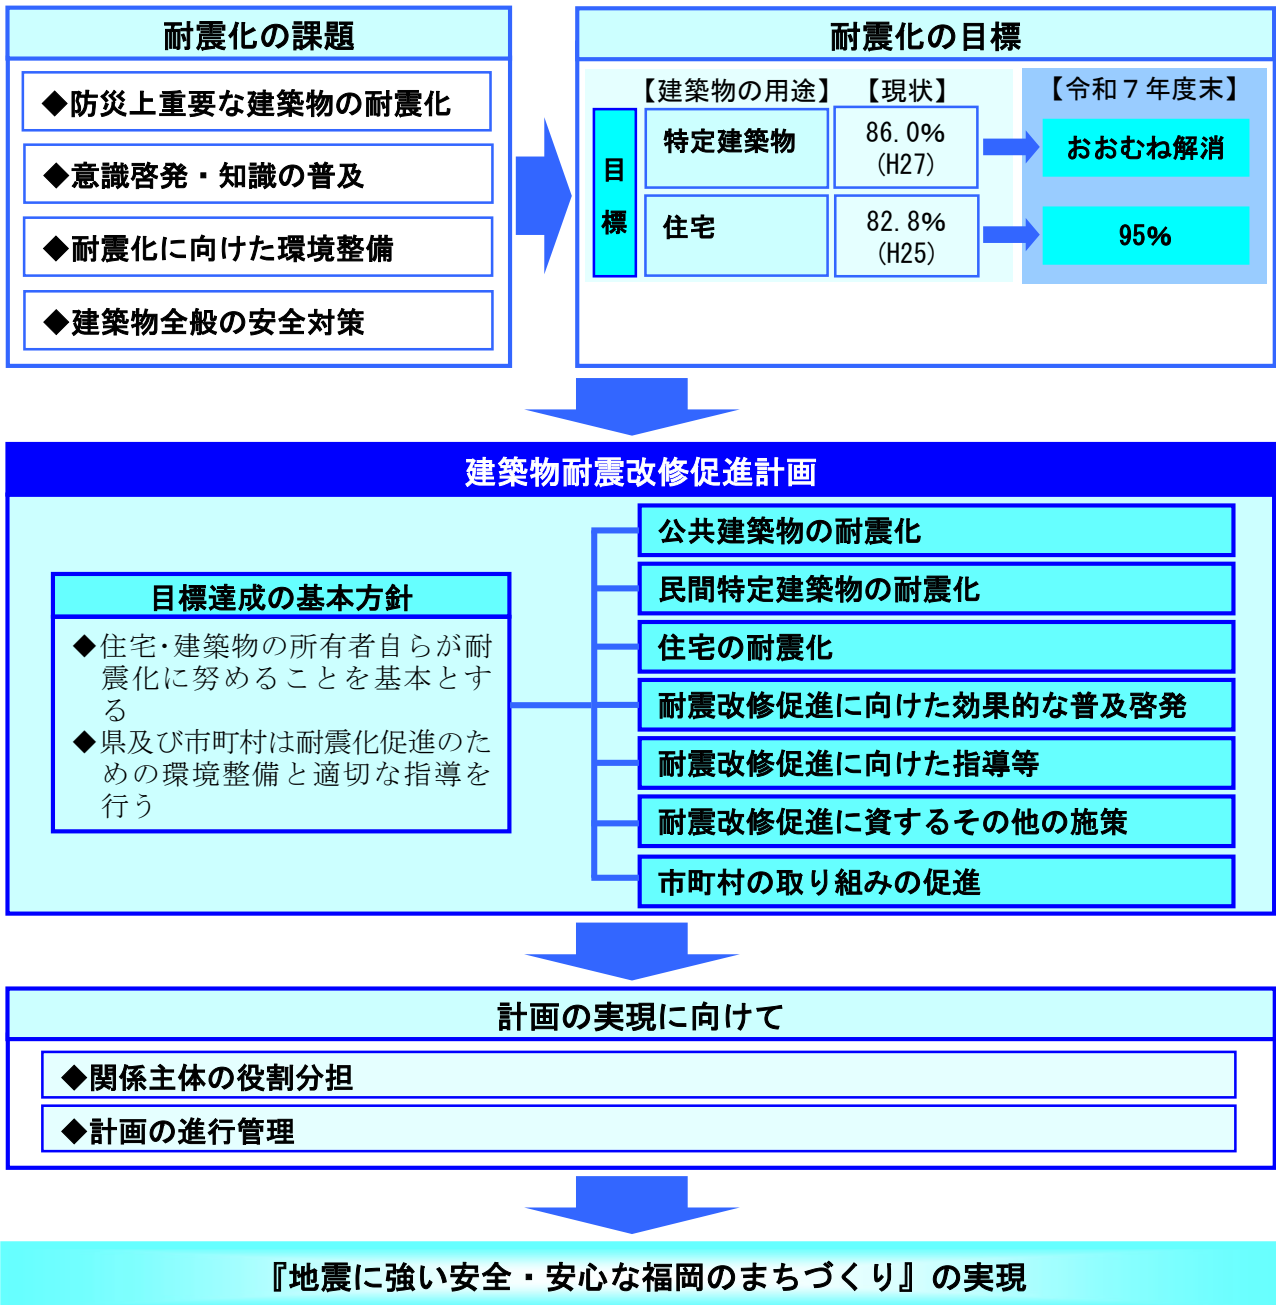 耐震化の課題
◆防災上重要な建築物の耐震化
◆意識啓発・知識の普及
◆耐震化に向けた環境整備
◆建築物全般の安全対策
耐震化の目標
【建築物の用途】 【現状】 【令和７年度末】
目標
特定建築物
86.0%
(H27)
おおむね解消
住宅
82.8%
(H25)
95%
建築物耐震改修促進計画
目標達成の基本方針
◆住宅・建築物の所有者自らが耐
震化に努めることを基本とす
る
◆県及び市町村は耐震化促進のた
めの環境整備と適切な指導を
行う
公共建築物の耐震化
民間特定建築物の耐震化
住宅の耐震化
耐震改修促進に向けた効果的な普及啓発
耐震改修促進に向けた指導等
耐震改修促進に資するその他の施策
市町村の取り組みの促進
計画の実現に向けて
◆関係主体の役割分担
◆計画の進行管理
『地震に強い安全・安心な福岡のまちづくり』の実現